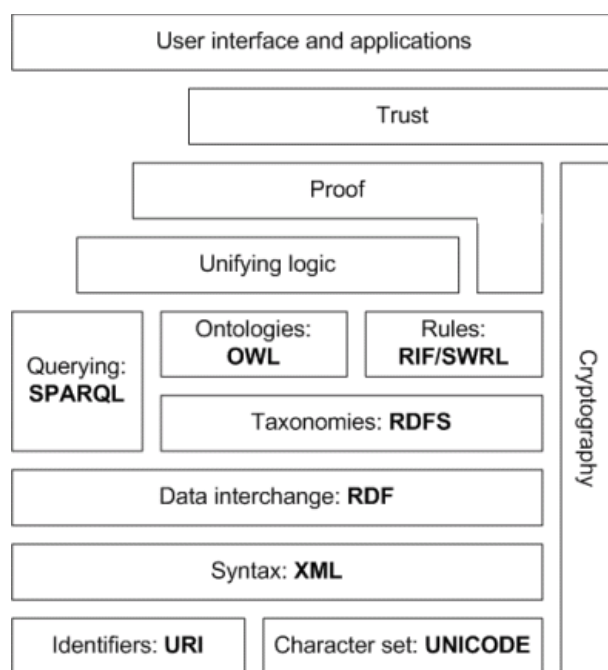 User interface and applications
Trust
Proof
Unifying logic
Querying:
SPARQL
Ontologies:
OWL
Rules:
RIF/SWRL
Taxonomies: RDFS
Data interchange: RDF
Syntax: XML
Identifiers: URI
Character set: UNICODE
Cryptography